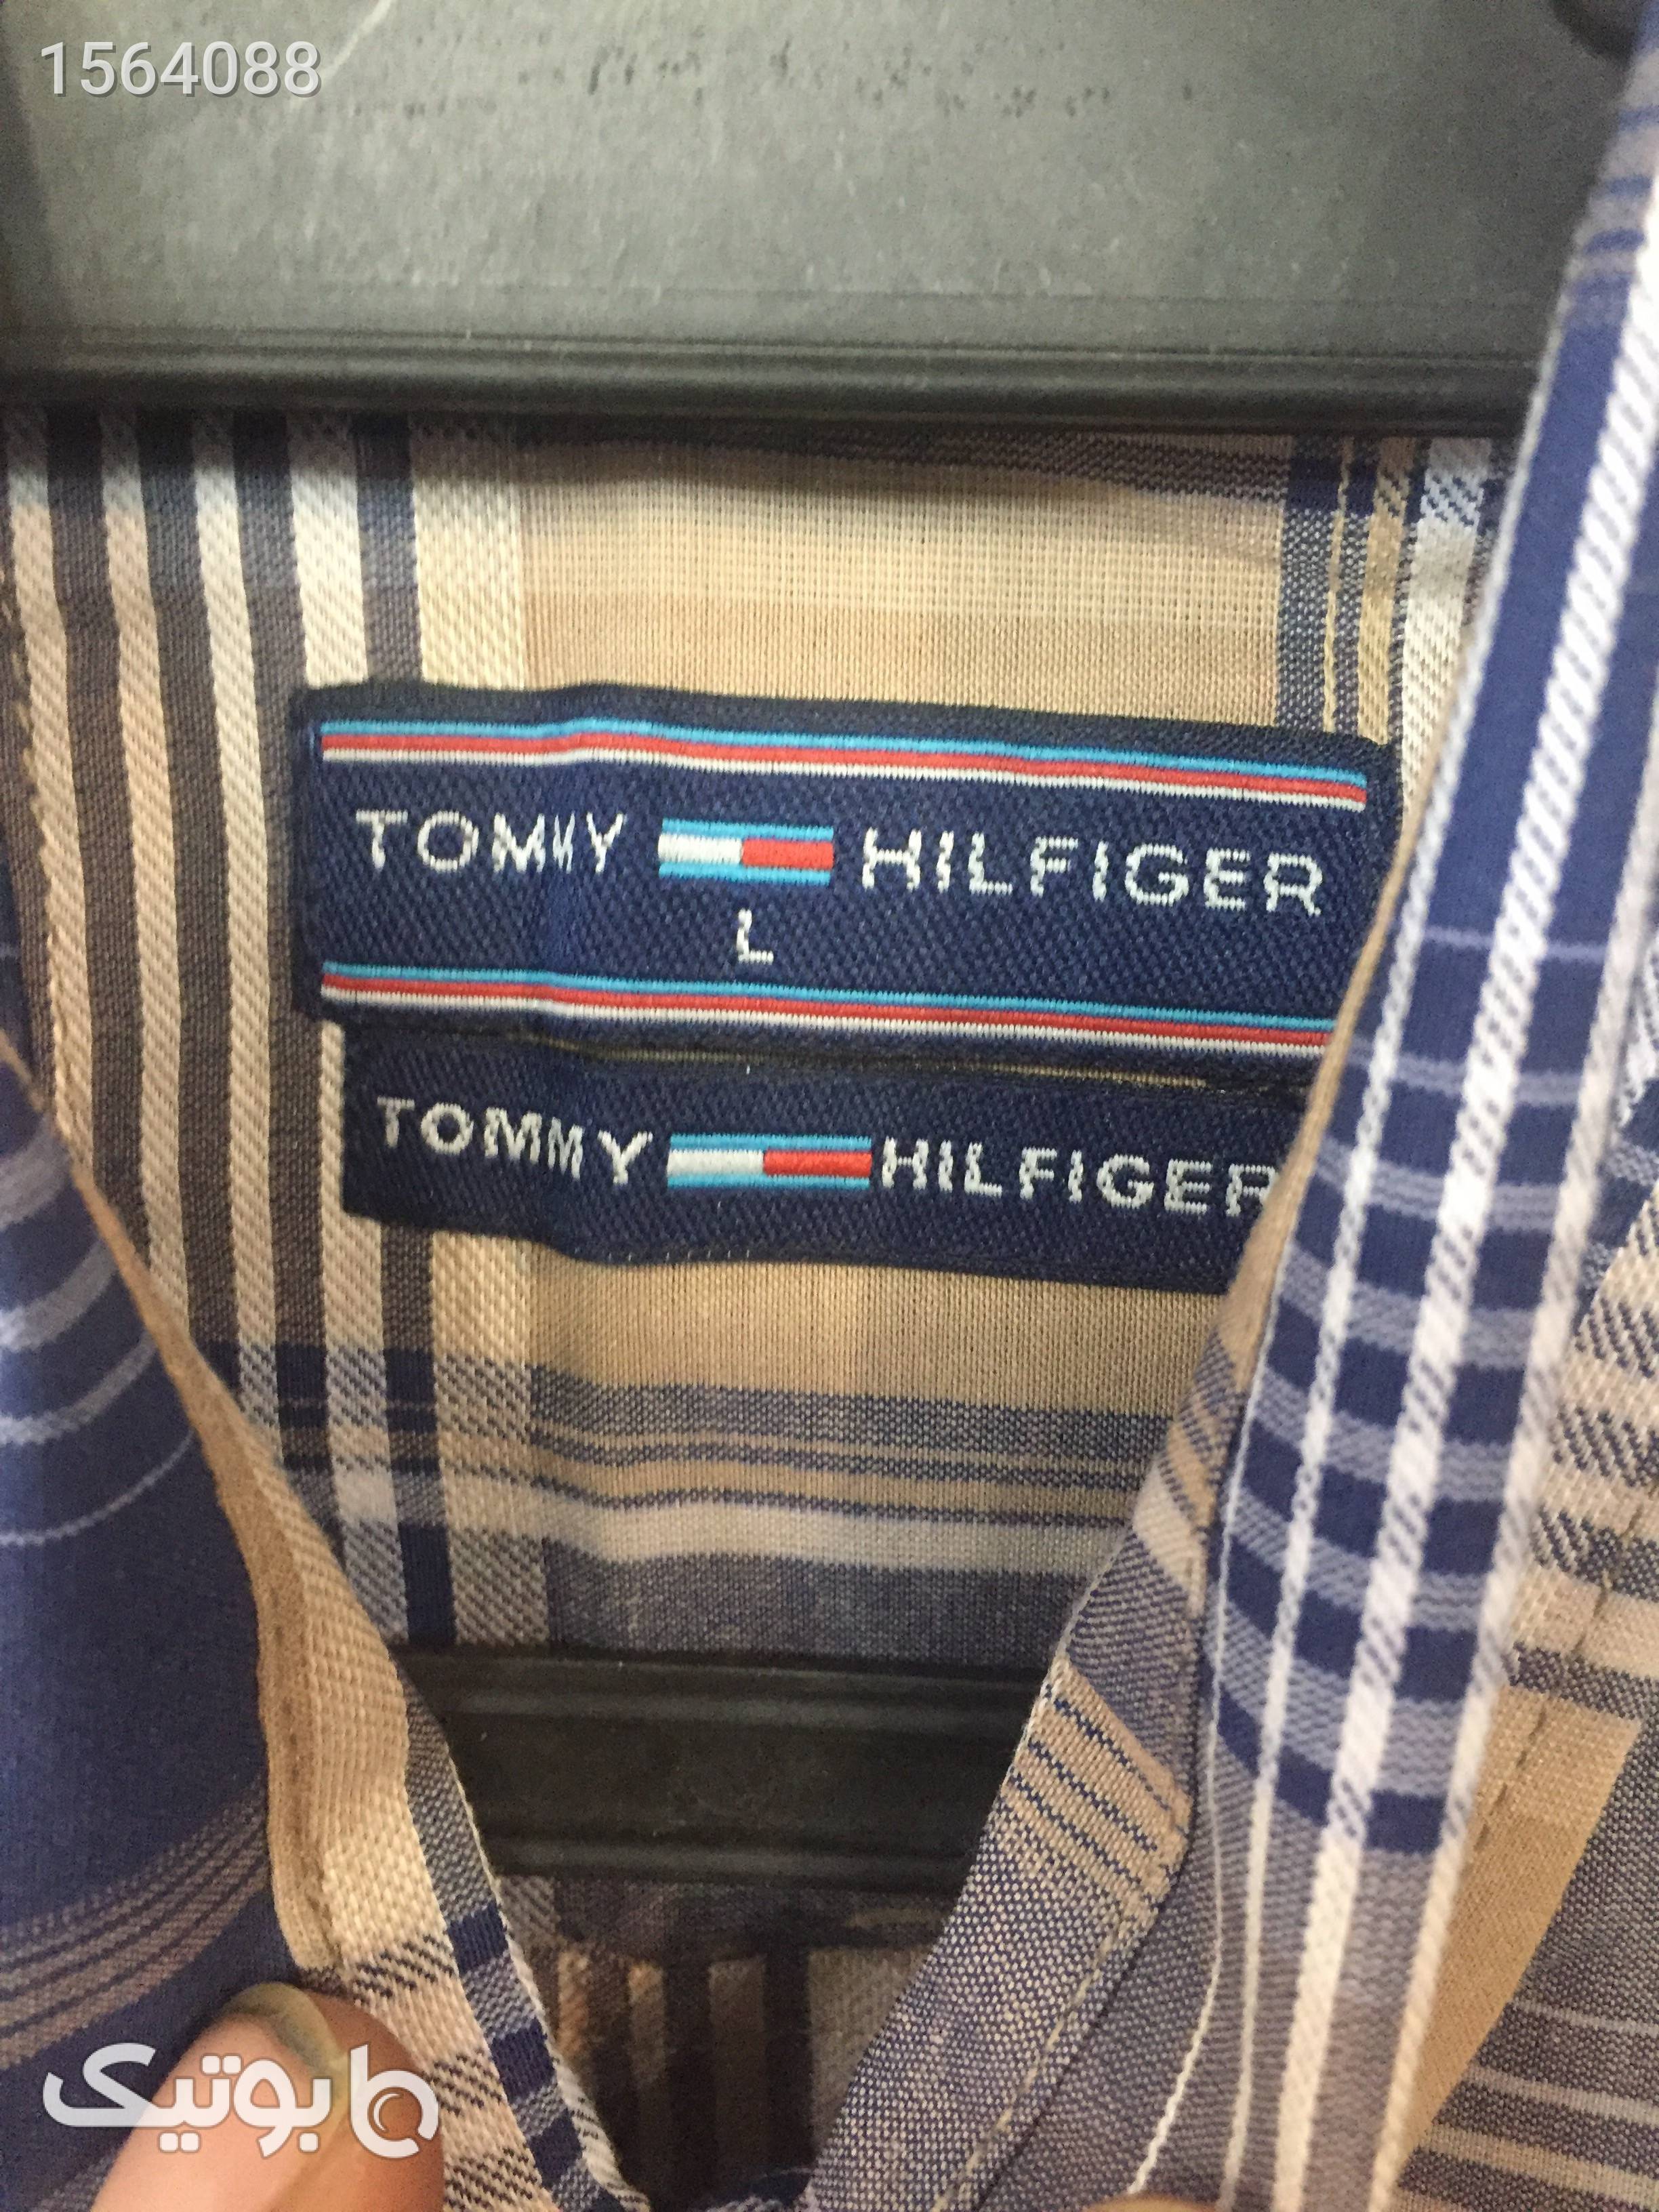 1564088
TOMMY HILFIGER
L
TOMMY HILFIGER
بوتیک